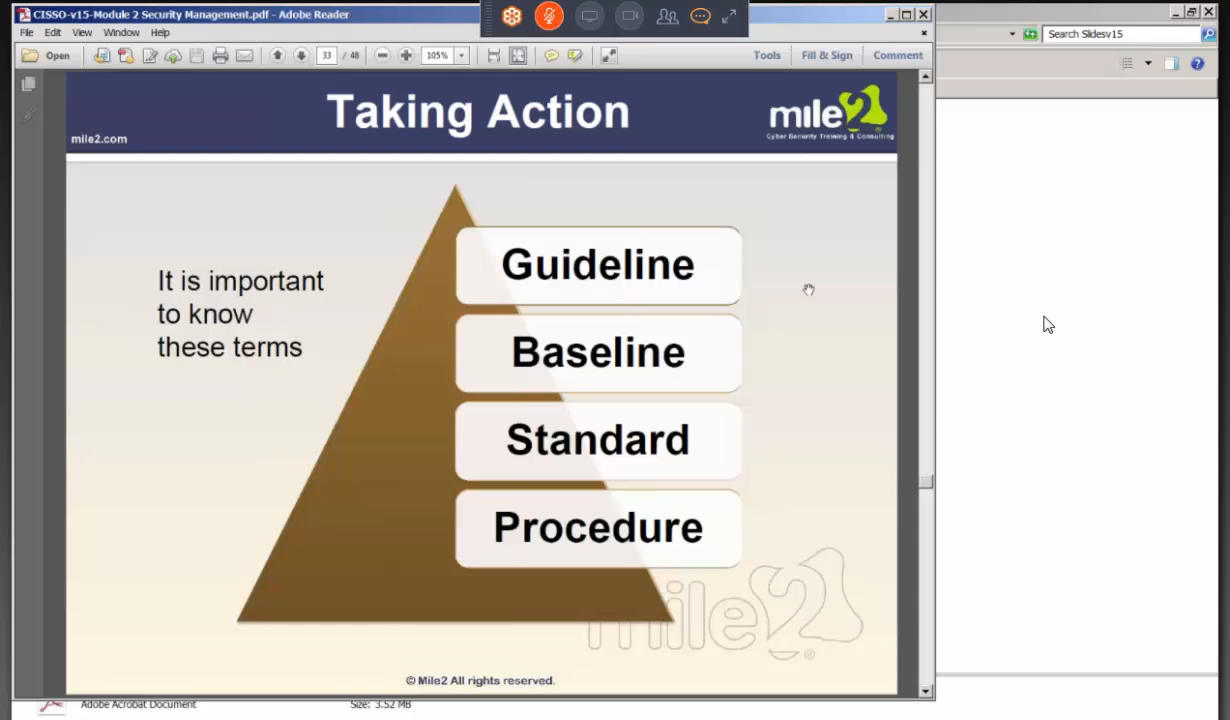 CISSO-v15-Module 2 Security Management.pdf - Adobe Reader
File Edit View Window Help
Open 33 / 48 105% Tools Fill & Sign Comment
Search Slidesv15
Taking Action
mile2.com
mile2
Cyber Security Training & Consulting
It is important
to know
these terms
Guideline
Baseline
Standard
Procedure
mile2®
© Mile2 All rights reserved.
Adobe Acrobat Document Size: 3.52 MB